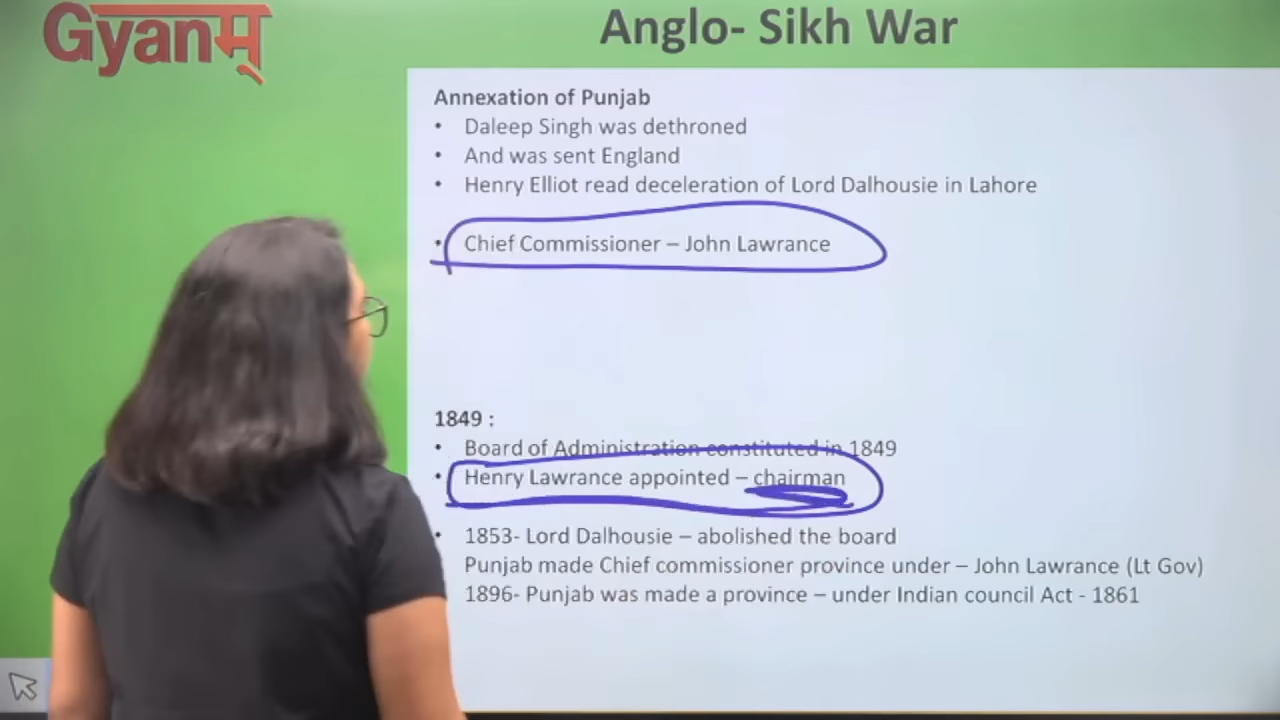 Gyanम्
Anglo- Sikh War
Annexation of Punjab
• Daleep Singh was dethroned
• And was sent England
• Henry Elliot read deceleration of Lord Dalhousie in Lahore
• Chief Commissioner – John Lawrance
1849 :
• Board of Administration constituted in 1849
• Henry Lawrance appointed – chairman
• 1853- Lord Dalhousie – abolished the board
Punjab made Chief commissioner province under – John Lawrance (Lt Gov)
1896- Punjab was made a province – under Indian council Act - 1861